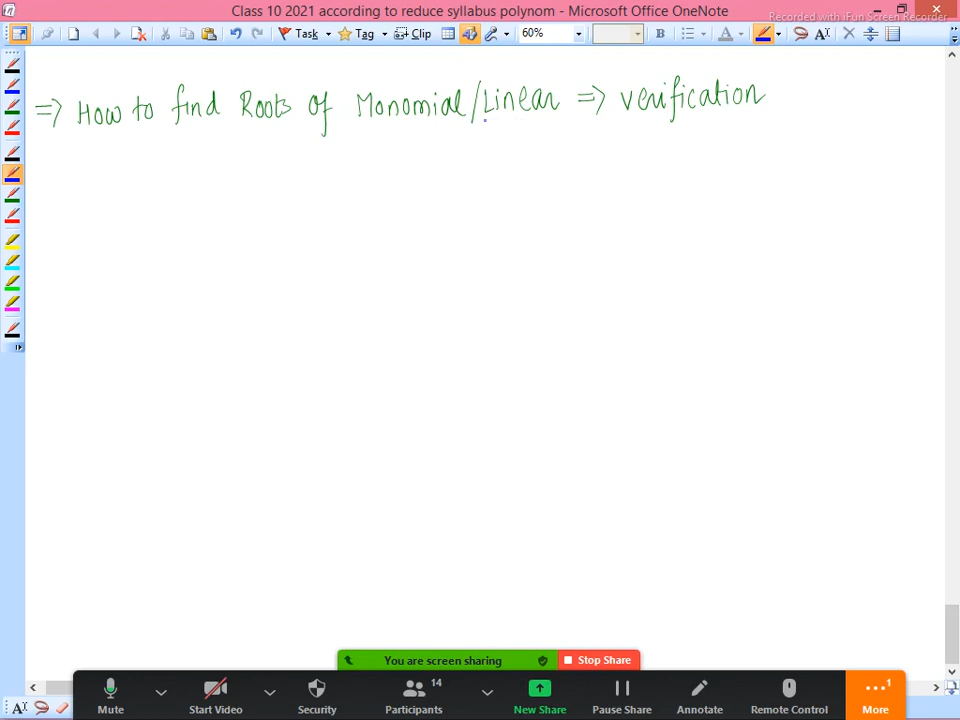 Class 10 2021 according to reduce syllabus polynom - Microsoft Office OneNote
Recorded with iFun Screen Recorder
Task Tag Clip 60% B A A
⇒ How to find Roots of Monomial/Linear ⇒ verification
You are screen sharing Stop Share
Mute Start Video Security Participants 14 New Share Pause Share Annotate Remote Control More 1